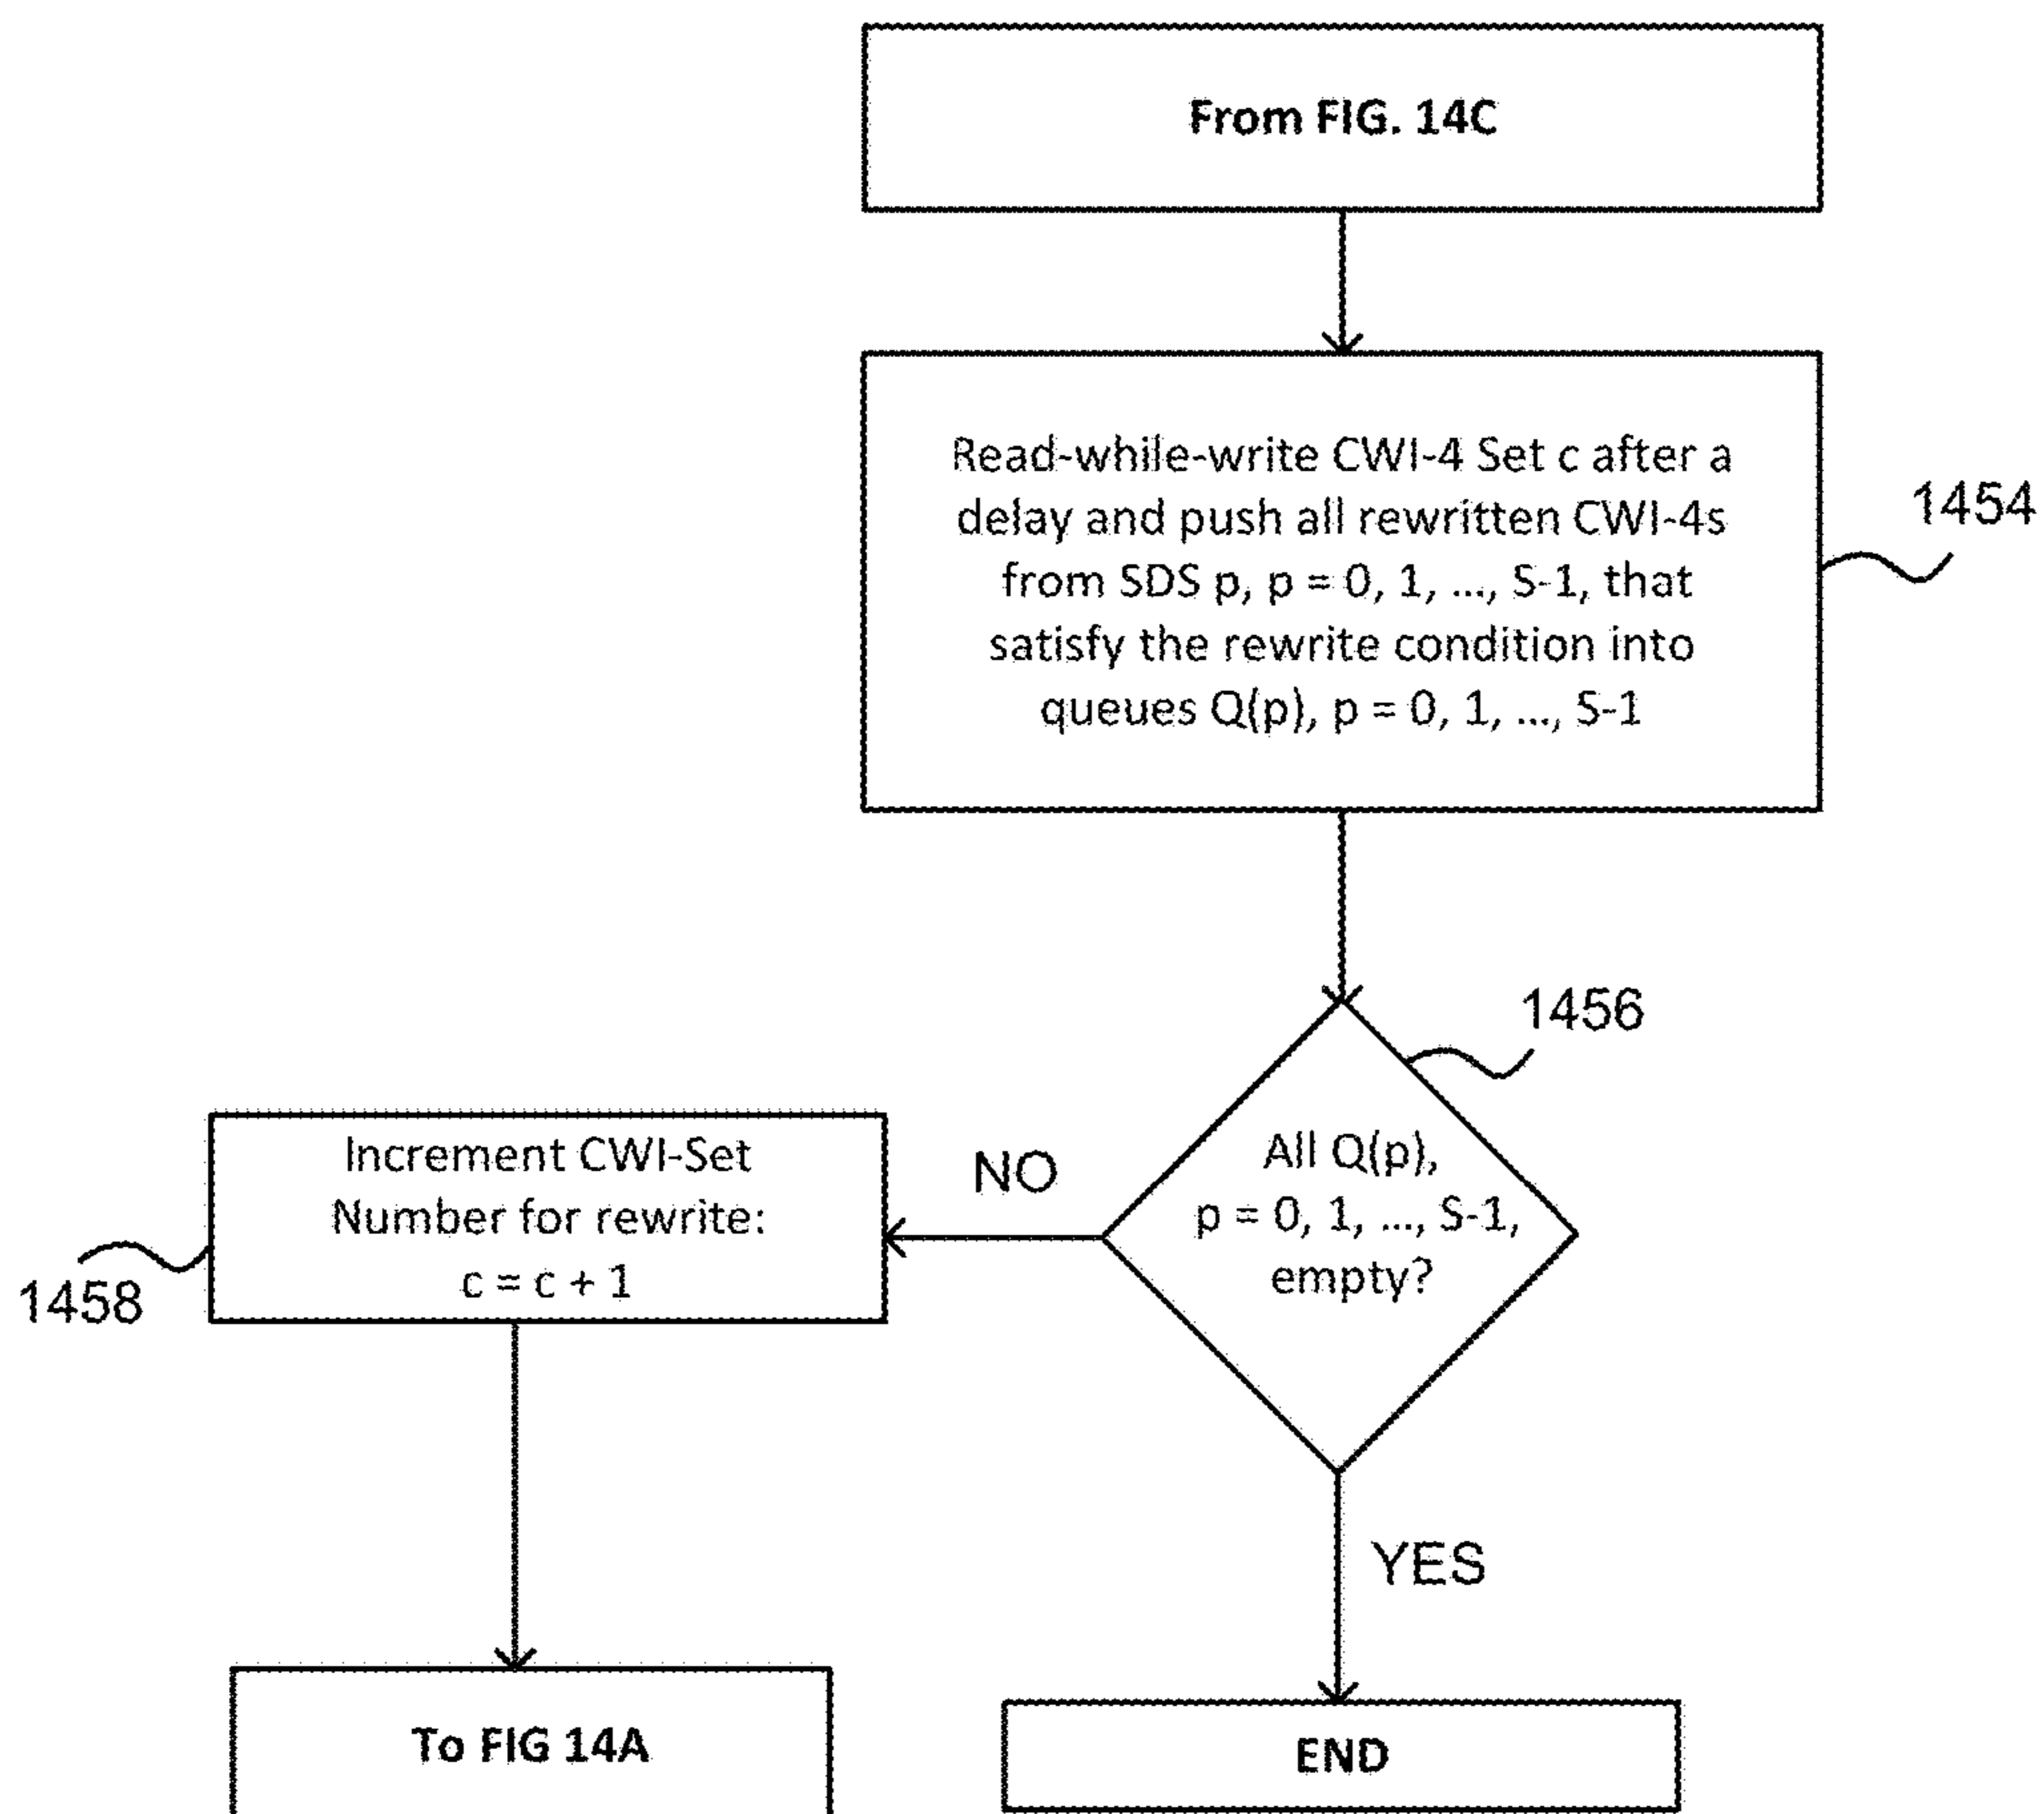 From FIG. 14C
Read-while-write CWI-4 Set c after a
delay and push all rewritten CWI-4s
from SDS p, p = 0, 1, ..., S-1, that
satisfy the rewrite condition into
queues Q(p), p = 0, 1, ..., S-1
1454
1456
All Q(p),
p = 0, 1, ..., S-1,
empty?
NO
Increment CWI-Set
Number for rewrite:
c = c + 1
1458
YES
To FIG 14A
END